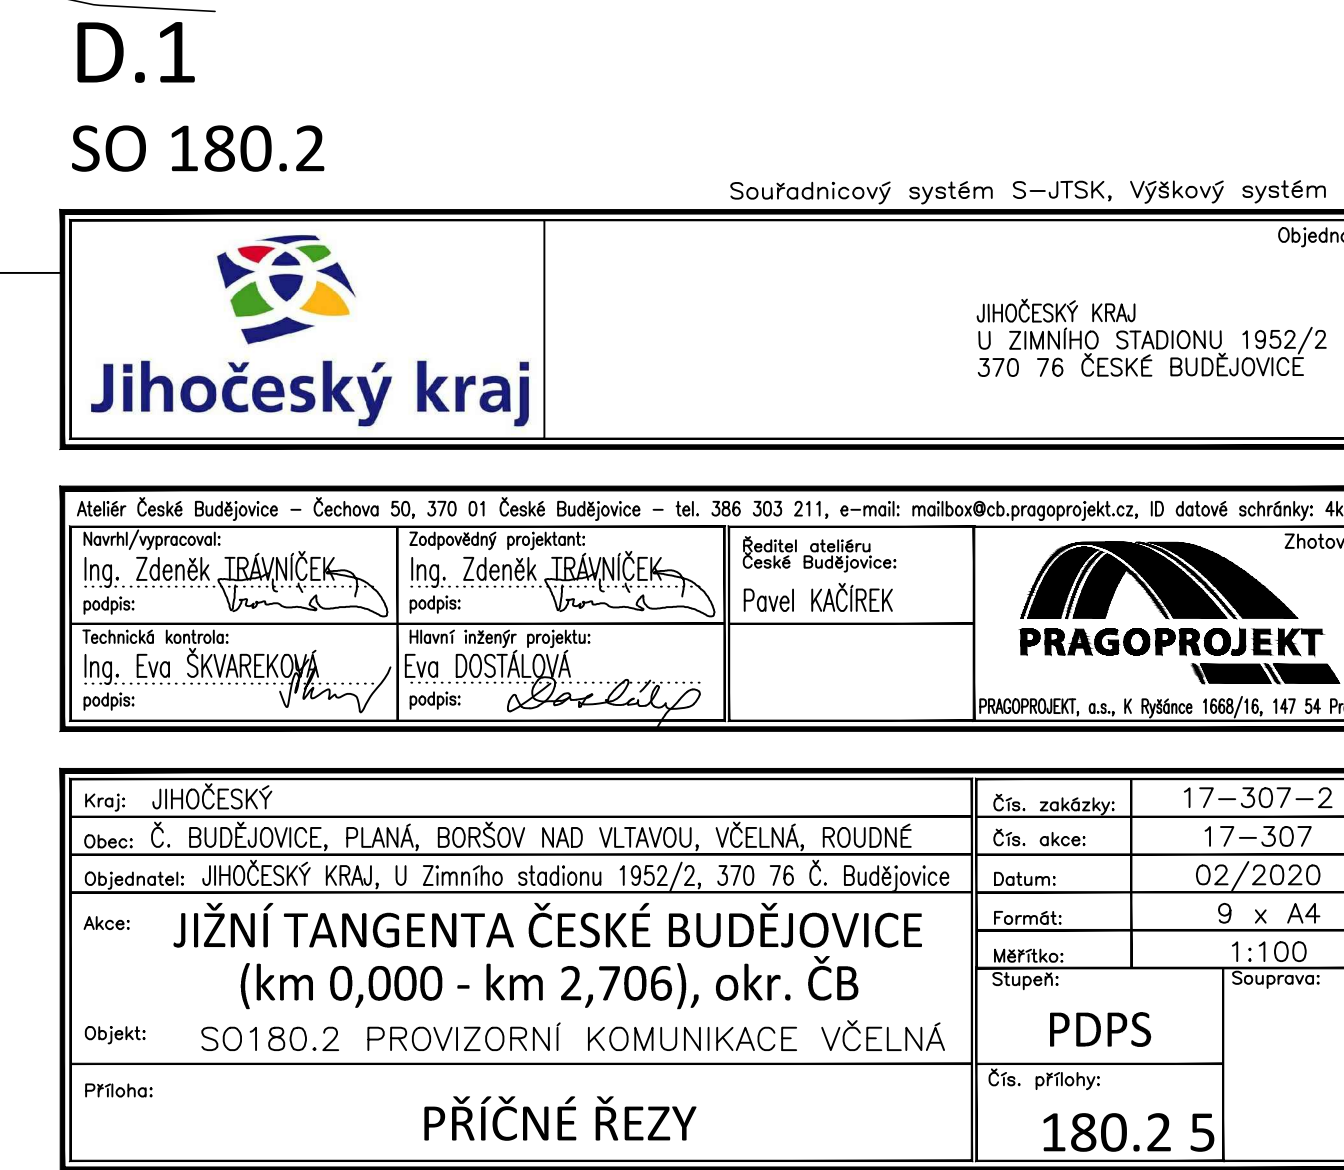 D.1
SO 180.2
Souřadnicový systém S-JTSK, Výškový systém
Jihočeský kraj
JIHOČESKÝ KRAJ
U ZIMNÍHO STADIONU 1952/2
370 76 ČESKÉ BUDĚJOVICE
Ateliér České Budějovice – Čechova 50, 370 01 České Budějovice – tel. 386 303 211, e-mail: mailbox@cb.pragoprojekt.cz, ID datové schránky:
Navrhl/vypracoval:
Ing. Zdeněk TRÁVNÍČEK
podpis:
Zodpovědný projektant:
Ing. Zdeněk TRÁVNÍČEK
podpis:
Ředitel ateliéru
České Budějovice:
Pavel KAČÍREK
Technická kontrola:
Ing. Eva ŠKVAREKOVÁ
podpis:
Hlavní inženýr projektu:
Eva DOSTÁLOVÁ
podpis:
PRAGOPROJEKT
PRAGOPROJEKT, a.s., K Ryšánce 1668/16, 147 54
Kraj: JIHOČESKÝ
Obec: Č. BUDĚJOVICE, PLANÁ, BORŠOV NAD VLTAVOU, VČELNÁ, ROUDNÉ
Objednatel: JIHOČESKÝ KRAJ, U Zimního stadionu 1952/2, 370 76 Č. Budějovice
Akce: JIŽNÍ TANGENTA ČESKÉ BUDĚJOVICE
(km 0,000 - km 2,706), okr. ČB
Objekt: SO180.2 PROVIZORNÍ KOMUNIKACE VČELNÁ
Příloha:
PŘÍČNÉ ŘEZY
Čís. zakázky: 17-307-2
Čís. akce: 17-307
Datum: 02/2020
Formát: 9 x A4
Měřítko: 1:100
Stupeň:
PDPS
Souprava:
Čís. přílohy:
180.2 5